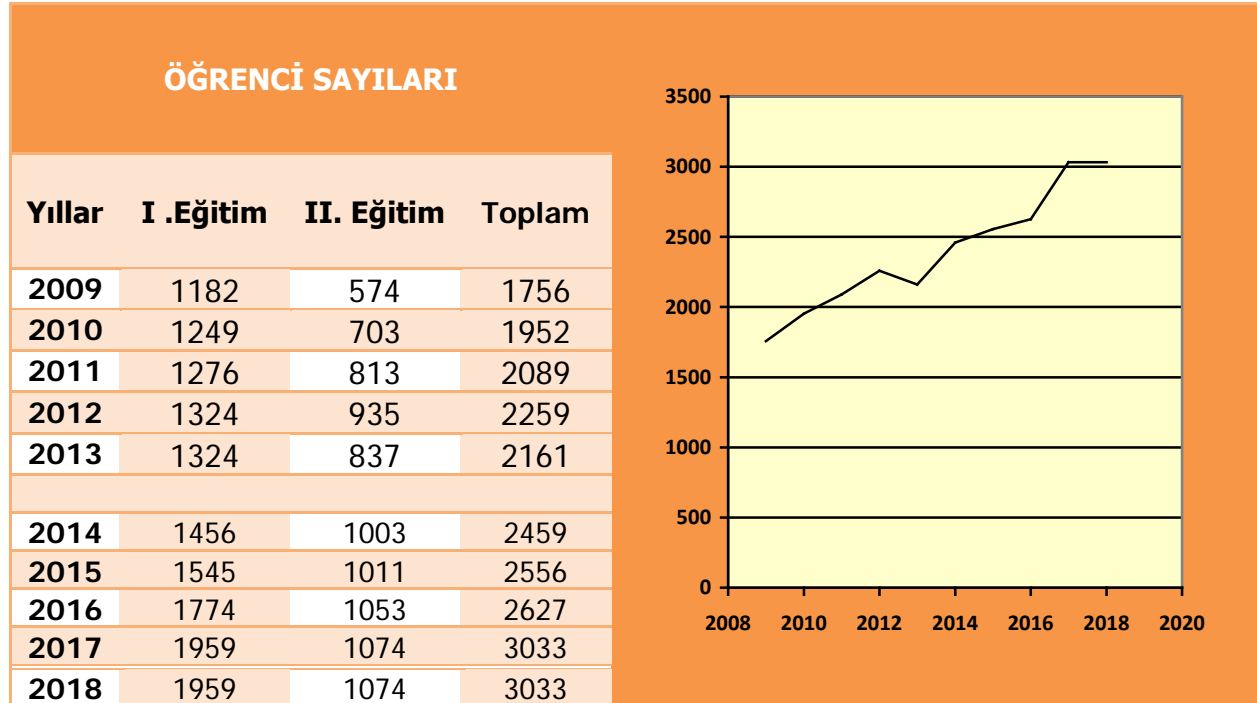 ÖĞRENCİ SAYILARI
Yıllar I .Eğitim II. Eğitim Toplam
2009 1182 574 1756
2010 1249 703 1952
2011 1276 813 2089
2012 1324 935 2259
2013 1324 837 2161
2014 1456 1003 2459
2015 1545 1011 2556
2016 1774 1053 2627
2017 1959 1074 3033
2018 1959 1074 3033
3500
3000
2500
2000
1500
1000
500
0
2008 2010 2012 2014 2016 2018 2020